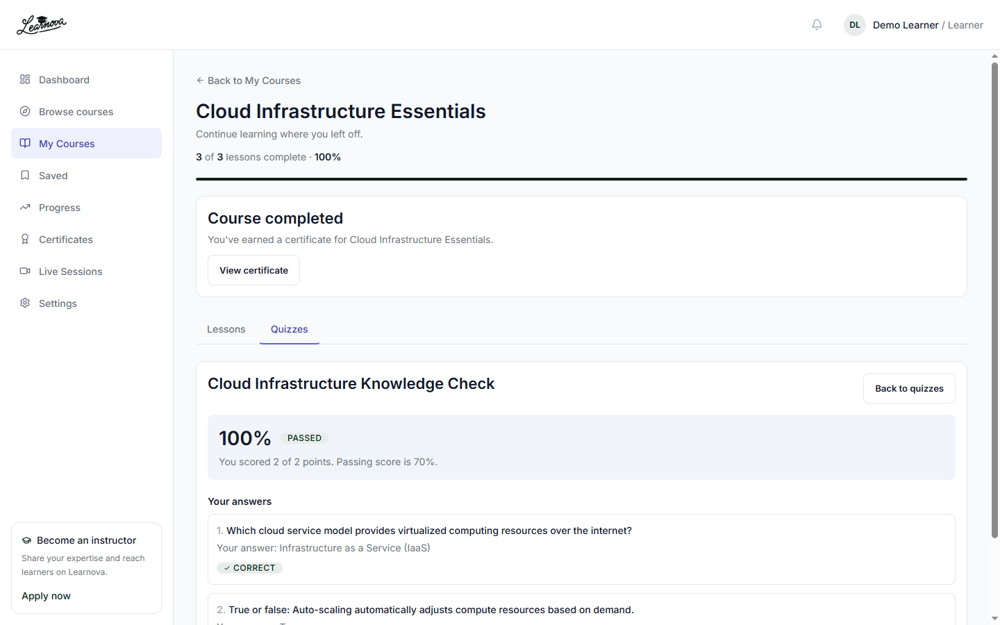 Learnova
DL
Demo Learner / Learner
Dashboard
Browse courses
My Courses
Saved
Progress
Certificates
Live Sessions
Settings
Become an instructor
Share your expertise and reach
learners on Learnova.
Apply now
← Back to My Courses
Cloud Infrastructure Essentials
Continue learning where you left off.
3 of 3 lessons complete · 100%
Course completed
You've earned a certificate for Cloud Infrastructure Essentials.
View certificate
Lessons
Quizzes
Cloud Infrastructure Knowledge Check
Back to quizzes
100%
PASSED
You scored 2 of 2 points. Passing score is 70%.
Your answers
1. Which cloud service model provides virtualized computing resources over the internet?
Your answer: Infrastructure as a Service (IaaS)
✓ CORRECT
2. True or false: Auto-scaling automatically adjusts compute resources based on demand.